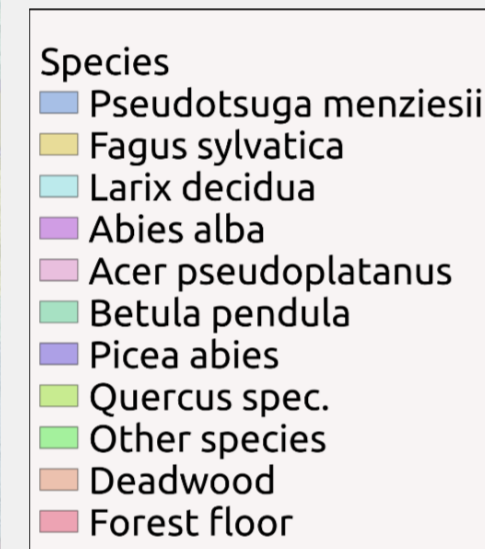 Species
Pseudotsuga menziesii
Fagus sylvatica
Larix decidua
Abies alba
Acer pseudoplatanus
Betula pendula
Picea abies
Quercus spec.
Other species
Deadwood
Forest floor